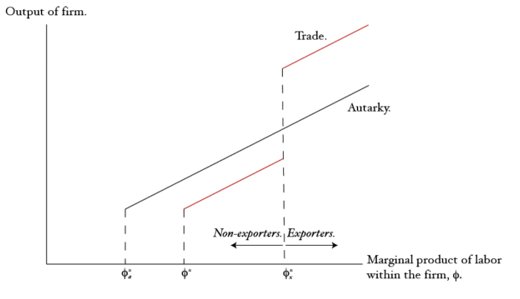 Output of firm.
Trade.
Autarky.
Non-exporters. Exporters.
Marginal product of labor
within the firm, ϕ.
ϕ*ₐ ϕ* ϕ*ₓ